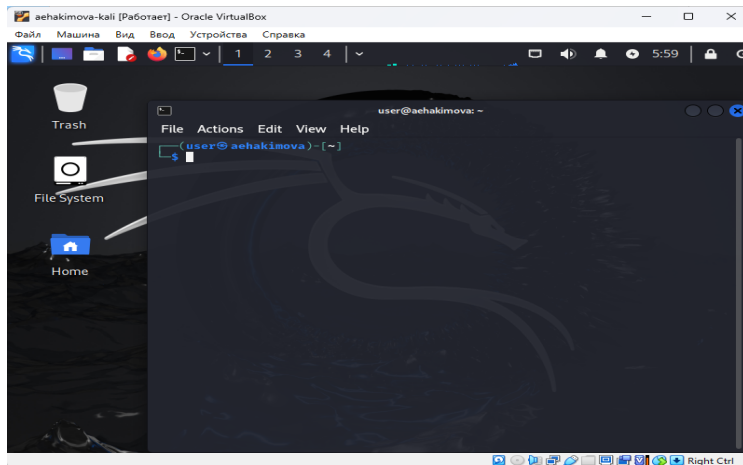 aehakimova-kali [Работает] - Oracle VirtualBox
Файл Машина Вид Ввод Устройства Справка
1 2 3 4 5:59
user@aehakimova: ~
File Actions Edit View Help
(user㉿aehakimova)-[~]
$
Trash
File System
Home
Right Ctrl